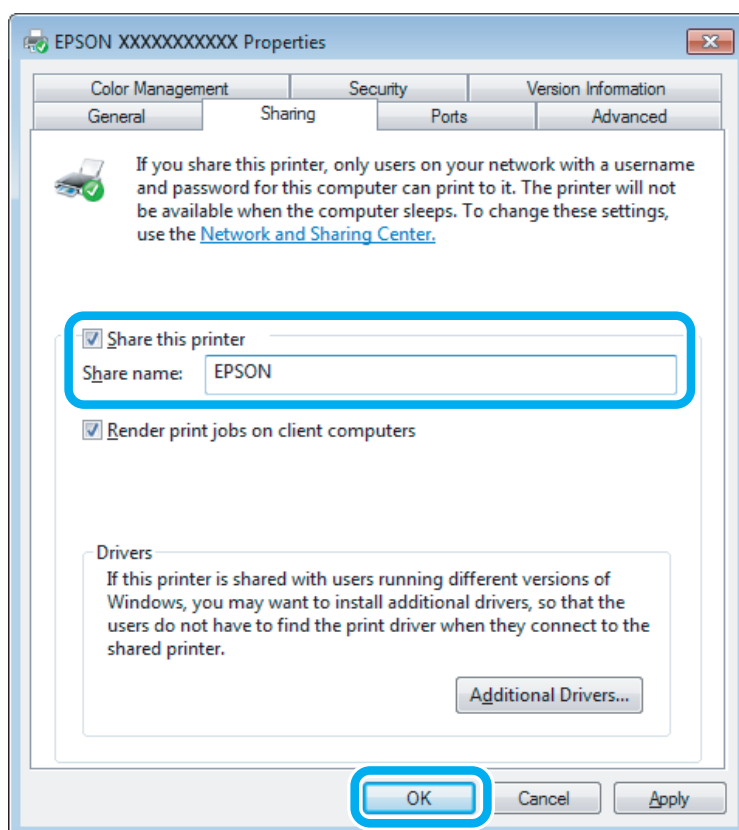 EPSON XXXXXXXXXXX Properties
Color Management Security Version Information
General Sharing Ports Advanced
If you share this printer, only users on your network with a username
and password for this computer can print to it. The printer will not
be available when the computer sleeps. To change these settings,
use the Network and Sharing Center.
Share this printer
Share name: EPSON
Render print jobs on client computers
Drivers
If this printer is shared with users running different versions of
Windows, you may want to install additional drivers, so that the
users do not have to find the print driver when they connect to the
shared printer.
Additional Drivers...
OK Cancel Apply